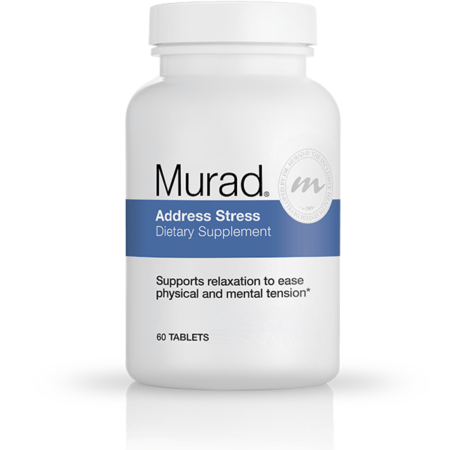 Murad®
Address Stress
Dietary Supplement
Supports relaxation to ease
physical and mental tension*
60 TABLETS